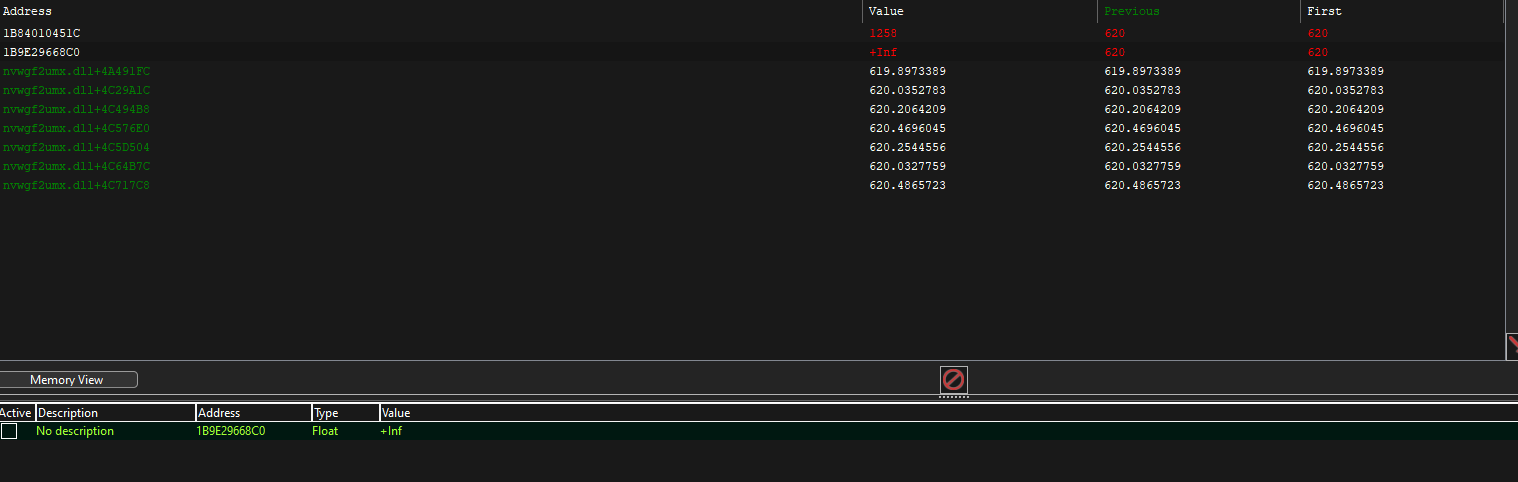 Address Value Previous First
1B84010451C 1258 620 620
1B9E29668C0 +Inf 620 620
nvwgf2umx.dll+4A491FC 619.8973389 619.8973389 619.8973389
nvwgf2umx.dll+4C29A1C 620.0352783 620.0352783 620.0352783
nvwgf2umx.dll+4C494B8 620.2064209 620.2064209 620.2064209
nvwgf2umx.dll+4C576E0 620.4696045 620.4696045 620.4696045
nvwgf2umx.dll+4C5D504 620.2544556 620.2544556 620.2544556
nvwgf2umx.dll+4C64B7C 620.0327759 620.0327759 620.0327759
nvwgf2umx.dll+4C717C8 620.4865723 620.4865723 620.4865723
Memory View
Active Description Address Type Value
No description 1B9E29668C0 Float +Inf